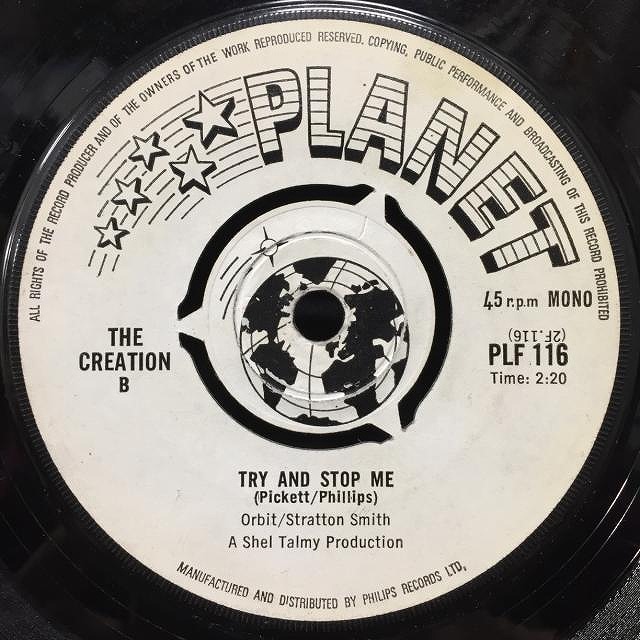 ALL RIGHTS OF THE RECORD PRODUCER AND OF THE OWNERS OF THE WORK REPRODUCED RESERVED. COPYING, PUBLIC PERFORMANCE AND BROADCASTING OF THIS RECORD PROHIBITED
PLANET
45 r.p.m MONO
(2F.116)
PLF 116
Time: 2:20
THE
CREATION
B
TRY AND STOP ME
(Pickett/Phillips)
Orbit/Stratton Smith
A Shel Talmy Production
MANUFACTURED AND DISTRIBUTED BY PHILIPS RECORDS LTD,